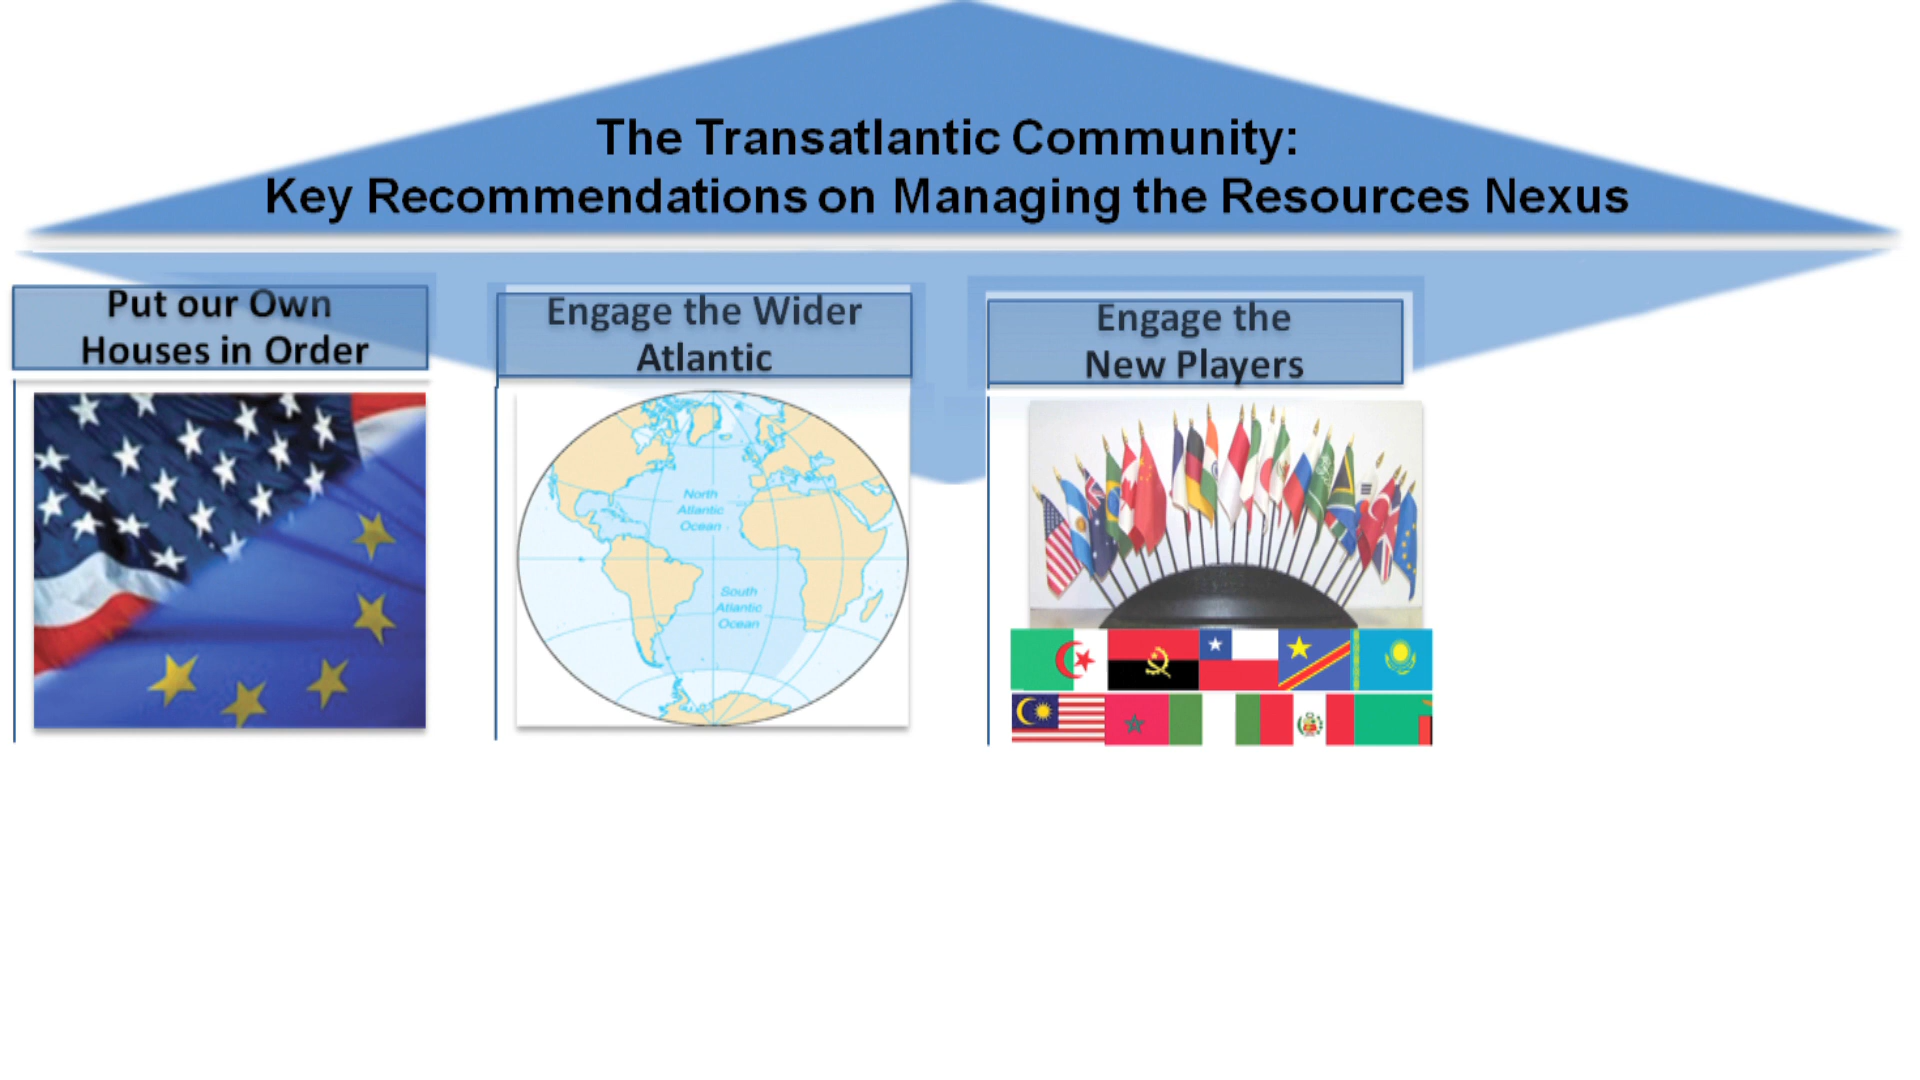 The Transatlantic Community:
Key Recommendations on Managing the Resources Nexus
Put our Own
Houses in Order
Engage the Wider
Atlantic
Engage the
New Players
North
Atlantic
Ocean
South
Atlantic
Ocean